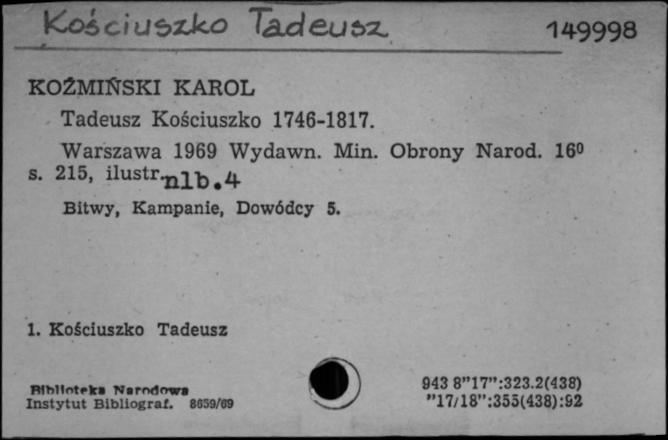 Kościuszko Tadeusz 149998
KOŹMIŃSKI KAROL
Tadeusz Kościuszko 1746-1817.
Warszawa 1969 Wydawn. Min. Obrony Narod. 16⁰
s. 215, ilustr. nlb.4
Bitwy, Kampanie, Dowódcy 5.
1. Kościuszko Tadeusz
Biblioteka Narodowa
Instytut Bibliograf. 8659/69
943 8"17":323.2(438)
"17/18":355(438):92